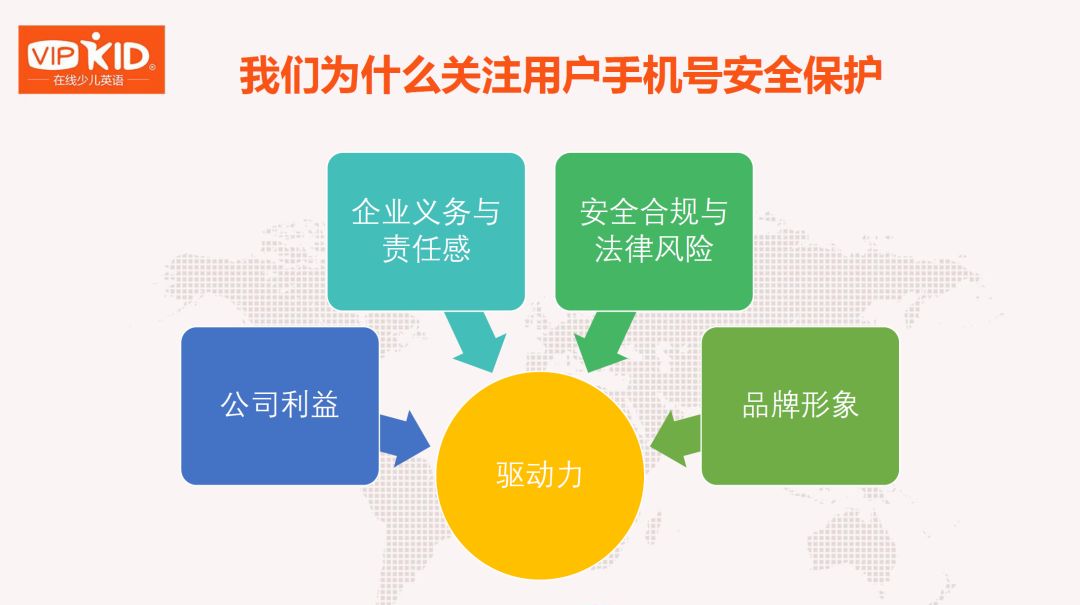 VIPKID®
在线少儿英语
我们为什么关注用户手机号安全保护
企业义务与
责任感
安全合规与
法律风险
公司利益
品牌形象
驱动力